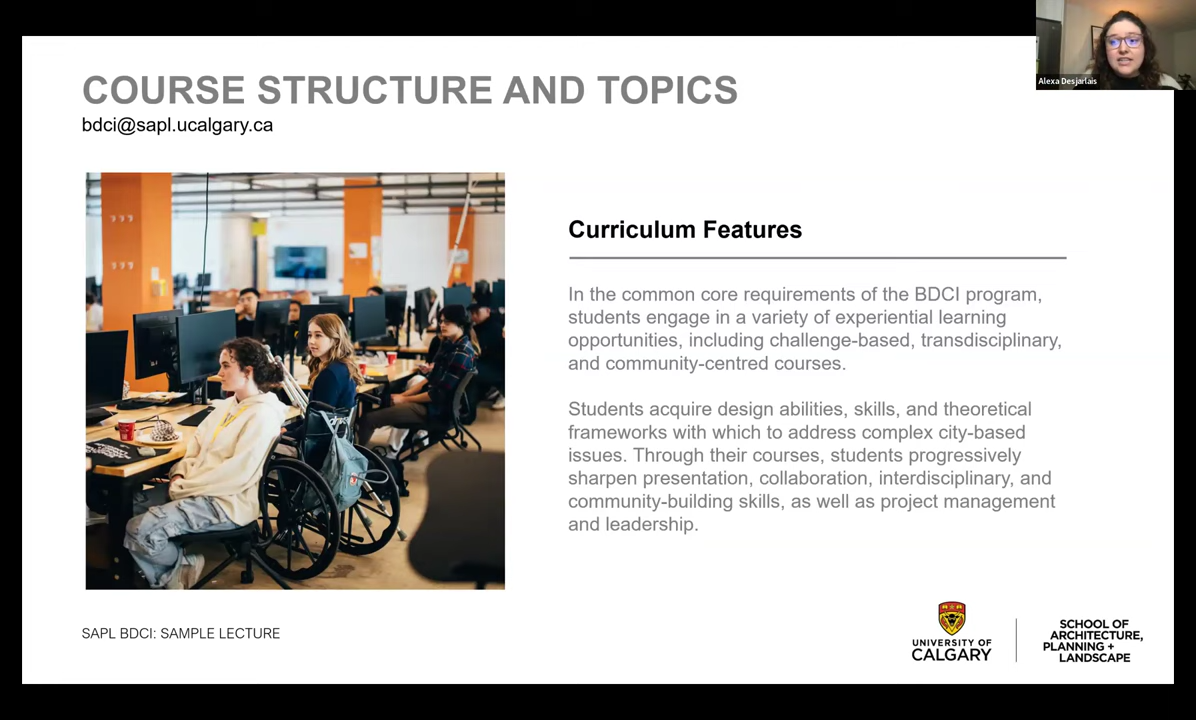 Alexa Desjarlais
COURSE STRUCTURE AND TOPICS
bdci@sapl.ucalgary.ca
Curriculum Features
In the common core requirements of the BDCI program,
students engage in a variety of experiential learning
opportunities, including challenge-based, transdisciplinary,
and community-centred courses.
Students acquire design abilities, skills, and theoretical
frameworks with which to address complex city-based
issues. Through their courses, students progressively
sharpen presentation, collaboration, interdisciplinary, and
community-building skills, as well as project management
and leadership.
SAPL BDCI: SAMPLE LECTURE
UNIVERSITY OF
CALGARY
SCHOOL OF
ARCHITECTURE,
PLANNING +
LANDSCAPE